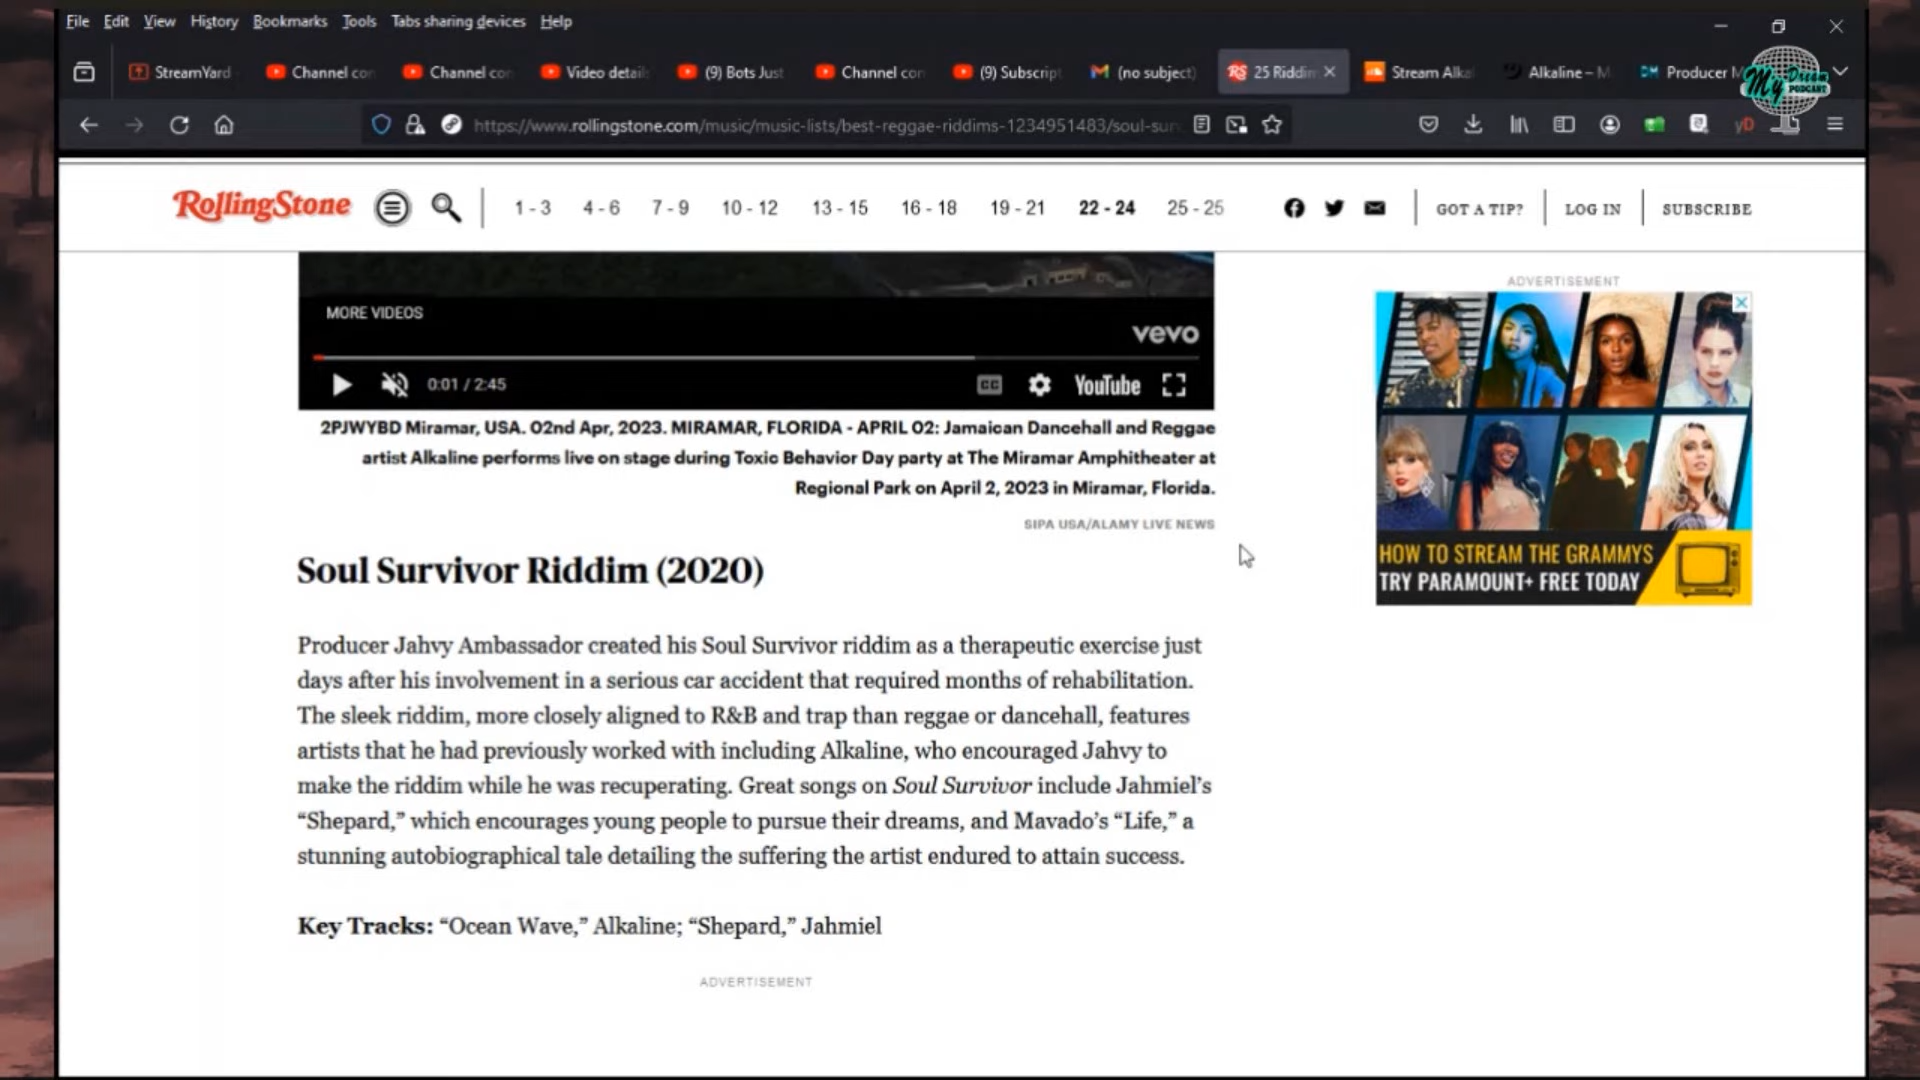 File Edit View History Bookmarks Tools Tabs sharing devices Help
StreamYard Channel con Channel con Video detail (9) Bots Just Channel con (9) Subscript (no subject) 25 Riddim Stream Alka Alkaline – M Producer M
My Dream PODCAST
https://www.rollingstone.com/music/music-lists/best-reggae-riddims-1234951483/soul-sur
yD
RollingStone 1 - 3 4 - 6 7 - 9 10 - 12 13 - 15 16 - 18 19 - 21 22 - 24 25 - 25 GOT A TIP? LOG IN SUBSCRIBE
MORE VIDEOS
vevo
0:01 / 2:45 CC YouTube
2PJWYBD Miramar, USA. 02nd Apr, 2023. MIRAMAR, FLORIDA - APRIL 02: Jamaican Dancehall and Reggae
artist Alkaline performs live on stage during Toxic Behavior Day party at The Miramar Amphitheater at
Regional Park on April 2, 2023 in Miramar, Florida.
SIPA USA/ALAMY LIVE NEWS
Soul Survivor Riddim (2020)
Producer Jahvy Ambassador created his Soul Survivor riddim as a therapeutic exercise just
days after his involvement in a serious car accident that required months of rehabilitation.
The sleek riddim, more closely aligned to R&B and trap than reggae or dancehall, features
artists that he had previously worked with including Alkaline, who encouraged Jahvy to
make the riddim while he was recuperating. Great songs on Soul Survivor include Jahmiel’s
“Shepard,” which encourages young people to pursue their dreams, and Mavado’s “Life,” a
stunning autobiographical tale detailing the suffering the artist endured to attain success.
Key Tracks: “Ocean Wave,” Alkaline; “Shepard,” Jahmiel
ADVERTISEMENT
ADVERTISEMENT
HOW TO STREAM THE GRAMMYS
TRY PARAMOUNT+ FREE TODAY